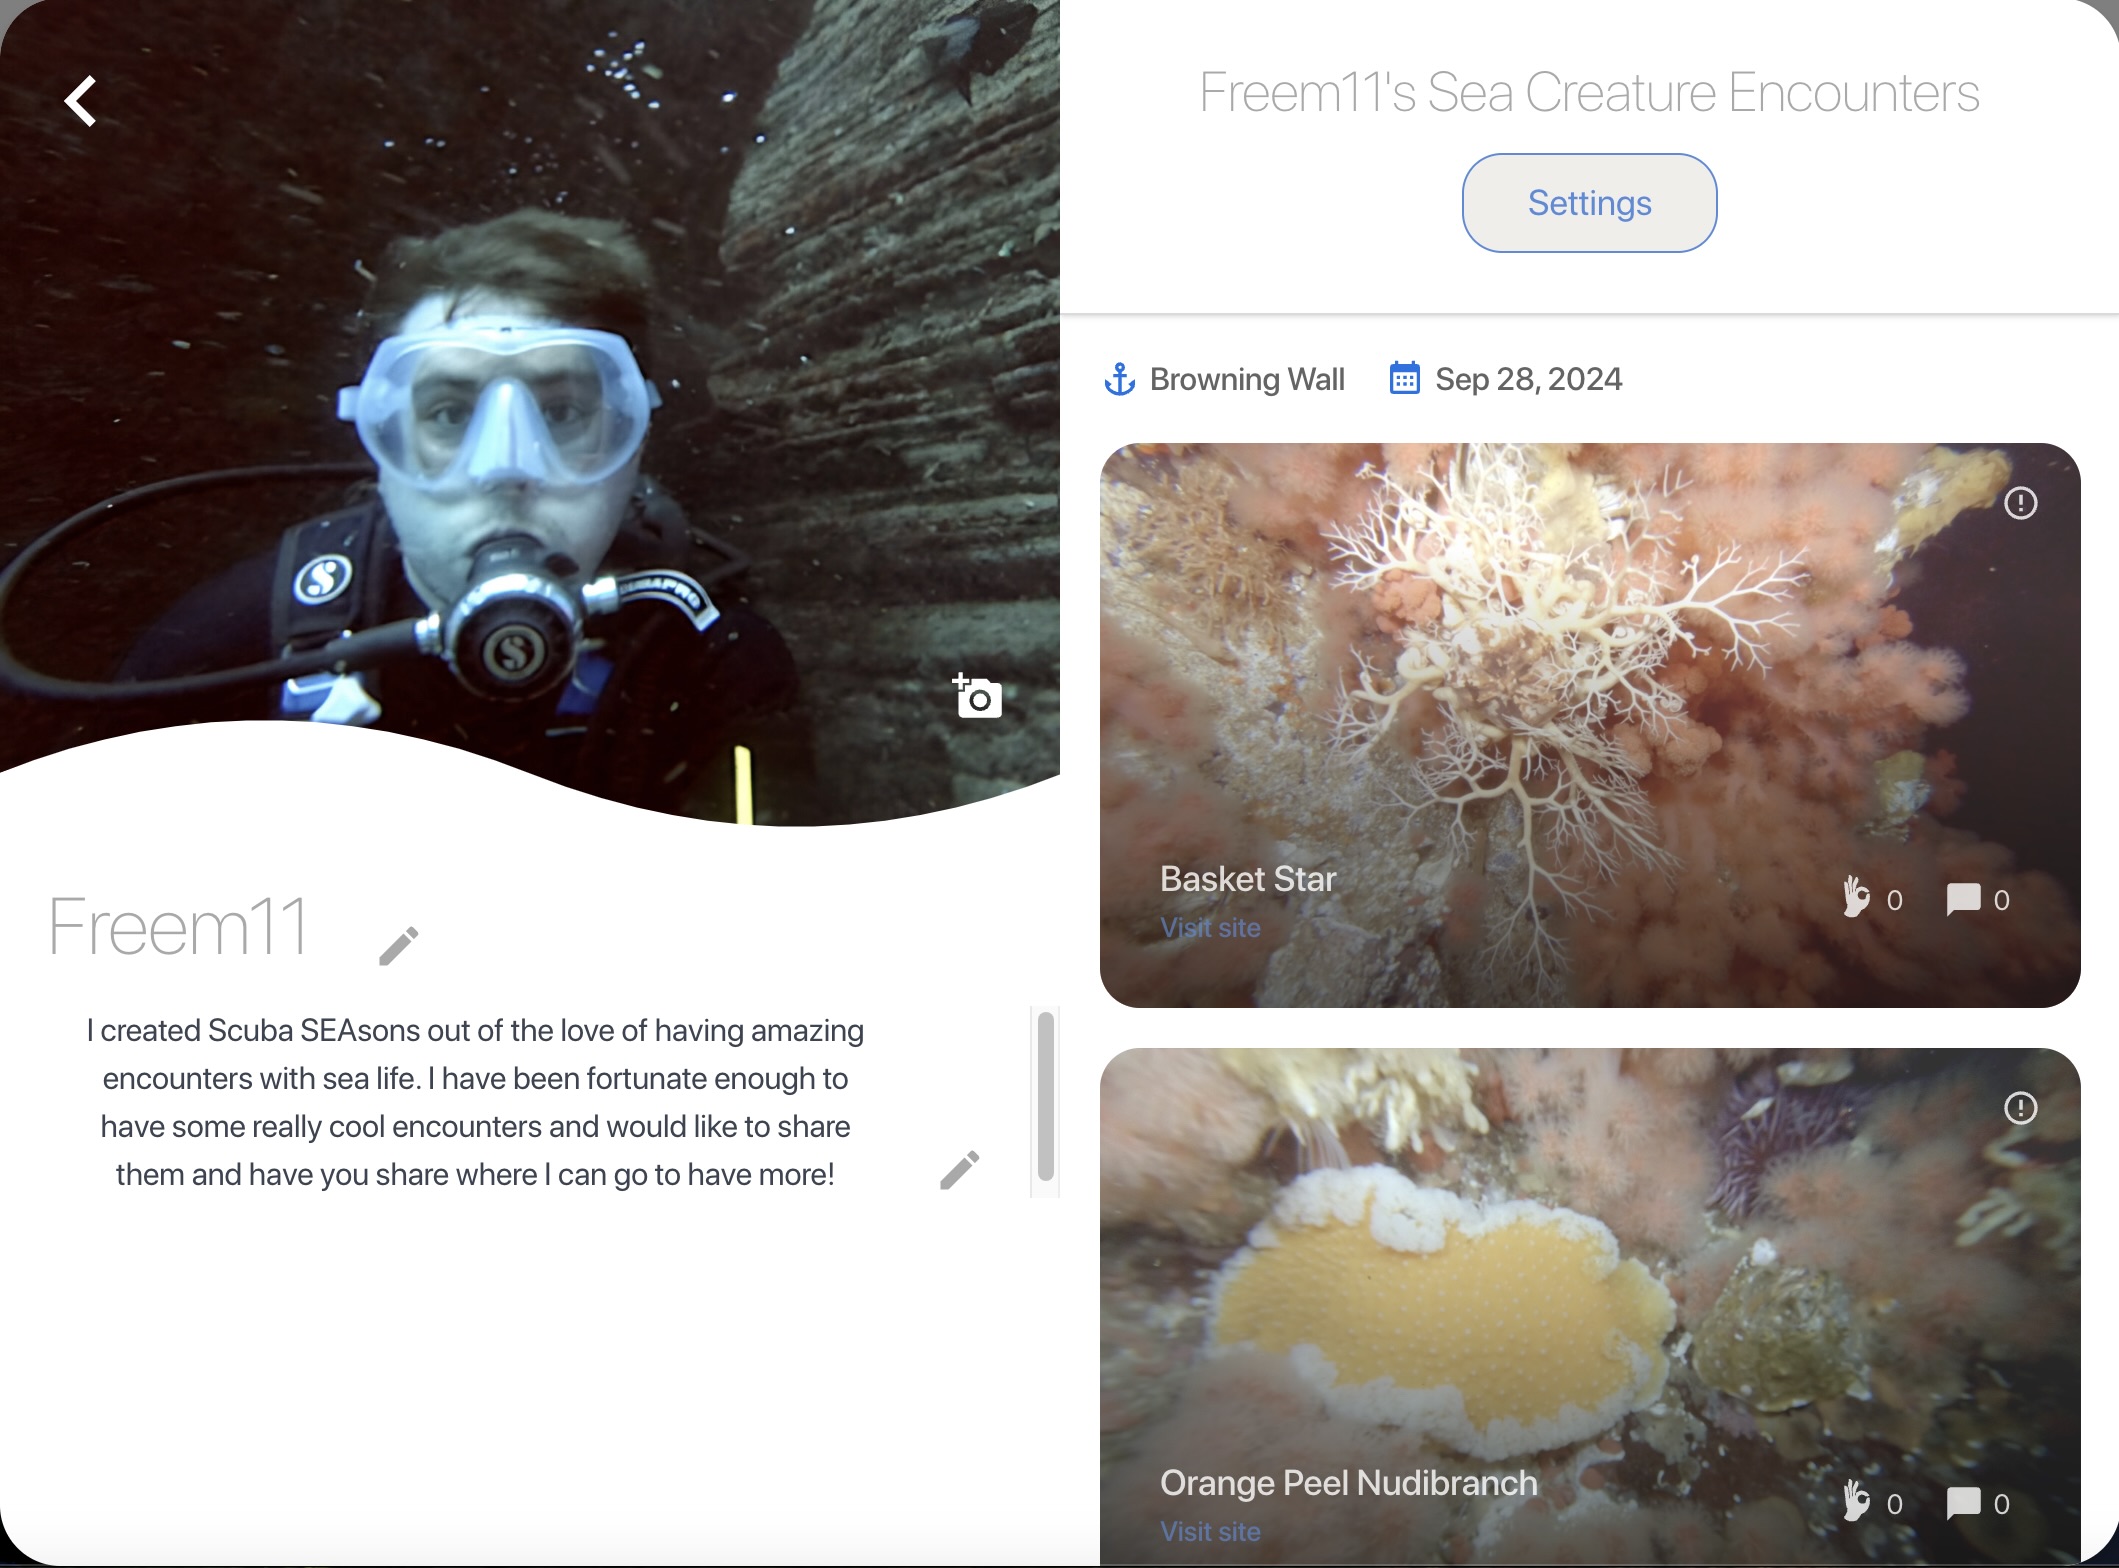 Freem11
I created Scuba SEAsons out of the love of having amazing
encounters with sea life. I have been fortunate enough to
have some really cool encounters and would like to share
them and have you share where I can go to have more!
Freem11's Sea Creature Encounters
Settings
Browning Wall Sep 28, 2024
Basket Star
Visit site
0 0
Orange Peel Nudibranch
Visit site
0 0